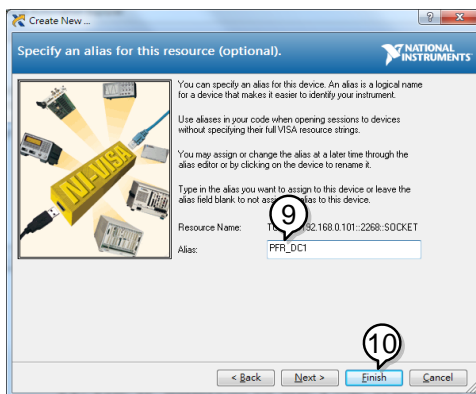 Create New ...
Specify an alias for this resource (optional).
NATIONAL
INSTRUMENTS
You can specify an alias for this device. An alias is a logical name
for a device that makes it easier to identify your instrument.
Use aliases in your code when opening sessions to devices
without specifying their full VISA resource strings.
You may assign or change the alias at a later time through the
alias editor or by clicking on the device to rename it.
Type in the alias you want to assign to this device or leave the
alias field blank to not alias to this device.
NI-VISA
9
Resource Name: 192.168.0.101::2268::SOCKET
Alias: PFR_DC1
10
< Back Next > Finish Cancel